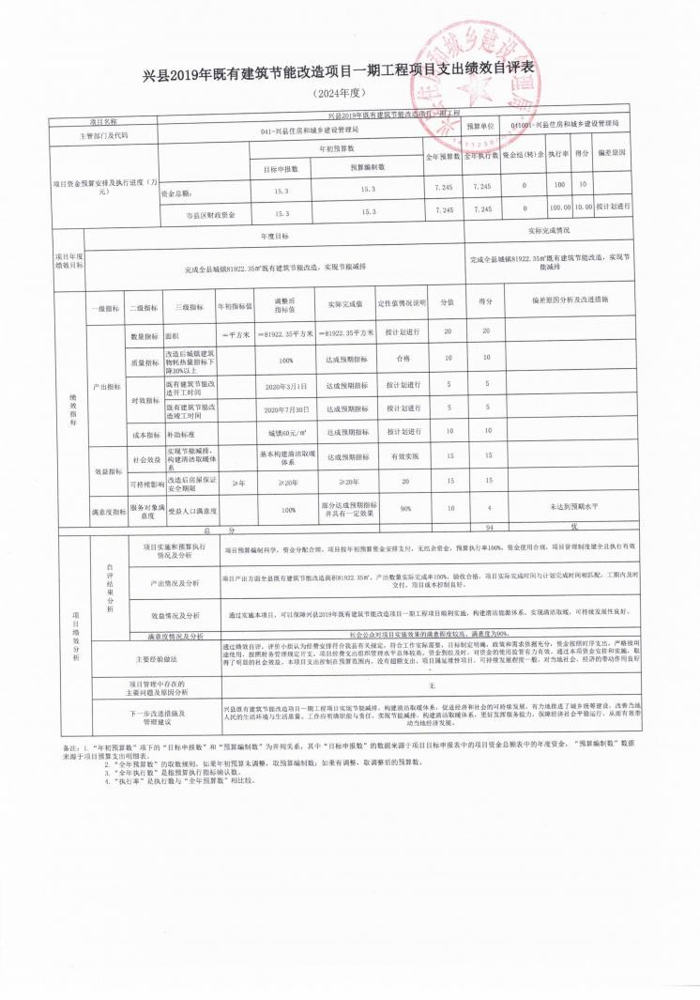 兴县2019年既有建筑节能改造项目一期工程项目支出绩效自评表
（2024年度）
项目名称 兴县2019年既有建筑节能改造项目一期工程
主管部门及代码 041-兴县住房和城乡建设管理局 预算单位 041001-兴县住房和城乡建设管理局
项目资金预算安排及执行进度（万元） 年初预算数 全年预算数 全年执行数 资金结(转)余 执行率 得分 偏差原因
目标申报数 预算编制数
资金总额: 15.3 15.3 7.245 7.245 0 100 10
市县区财政资金 15.3 15.3 7.245 7.245 0 100.00 10.00 按计划进行
项目年度绩效目标 年度目标 实际完成情况
完成全县城镇81922.35㎡既有建筑节能改造，实现节能减排 完成全县城镇81922.35㎡既有建筑节能改造，实现节能减排
绩效指标 一级指标 二级指标 三级指标 年初指标值 调整后指标值 实际完成值 定性值情况说明 分值 得分 偏差原因分析及改进措施
产出指标 数量指标 面积 =平方米 =81922.35平方米 =81922.35平方米 按计划进行 20 20
质量指标 改造后城镇建筑物耗热量指标下降30%以上 100% 达成预期指标 合格 10 10
时效指标 既有建筑节能改造开工时间 2020年3月1日 达成预期指标 按计划进行 5 5
既有建筑节能改造竣工时间 2020年7月30日 达成预期指标 按计划进行 5 5
成本指标 补助标准 城镇60元/㎡ 达成预期指标 按计划进行 10 10
效益指标 社会效益 实现节能减排，构建清洁取暖体系 基本构建清洁取暖体系 达成预期指标 有效实现 15 15
可持续影响 改造后房屋保证安全期限 ≥年 ≥20年 ≥20年 20 15 15
满意度指标 服务对象满意度 受益人口满意度 100% 部分达成预期指标并具有一定效果 90% 10 4 未达到预期水平
总 分 94 优
项目绩效分析 自评结果分析 项目实施和预算执行情况及分析 项目预算编制科学，资金分配合理，项目按年初预算资金安排支付，无结余资金，预算执行率100%，资金使用合规，项目管理制度健全且执行有效
产出情况及分析 项目产出方面全县既有建筑节能改造面积81922.35㎡，产出数量实际完成率100%，验收合格，项目实际完成时间与计划完成时间相匹配，工期内及时交付，项目成本控制良好。
效益情况及分析 通过实施本项目，可以保障兴县2019年既有建筑节能改造项目一期工程项目顺利实施，构建清洁能源体系，实现清洁取暖，可持续发展性良好。
满意度情况及分析 社会公众对项目实施效果的满意程度较高，满意度为90%。
主要经验做法 通过绩效自评，评价小组认为经费安排符合我县有关规定，符合工作实际需要，目标制定明确，政策和需求依据充分，资金按照时序支出，严格按用
途使用，按照财务管理规定开支，项目经费支出组织管理水平总体较高，资金到位及时，对资金的使用监管有力有效。通过本项资金安排和实施，取
得了明显的社会效益。本项目支出控制在预算范围内，没有超额支出，项目属延续性项目，可持续发展程度一般，对当地社会、经济的带动作用良好
。
项目管理中存在的主要问题及原因分析 无
下一步改进措施及管理建议 兴县既有建筑节能改造项目一期工程项目实现节能减排，构建清洁取暖体系，促进经济和社会的可持续发展，有力地推进了城乡统筹建设，改善当地
人民的生活环境与生活质量。工作应明确职能与责任，实现节能减排，构建清洁取暖体系，更好发挥服务能力，保障经济社会平稳运行，从而有效带
动当地经济发展。
备注：1.“年初预算数”项下的“目标申报数”和“预算编制数”为并列关系，其中“目标申报数”的数据来源于项目目标申报表中的项目资金总额表中的年度资金，“预算编制数”数据
来源于项目预算支出明细表。
2.“全年预算数”的取数规则，如果年初预算未调整，取预算编制数；如果有调整，取调整后的预算数。
3.“全年执行数”是指预算执行指标确认数。
4.“执行率”是执行数与“全年预算数”相比较。